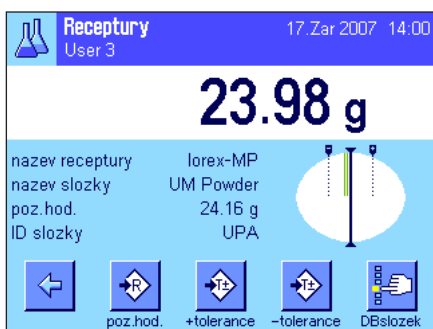 Receptury 17.Zar 2007 14:00
User 3
23.98 g
nazev receptury lorex-MP
nazev slozky UM Powder
poz.hod. 24.16 g
ID slozky UPA
R T± T±
poz.hod. +tolerance −tolerance DBslozek